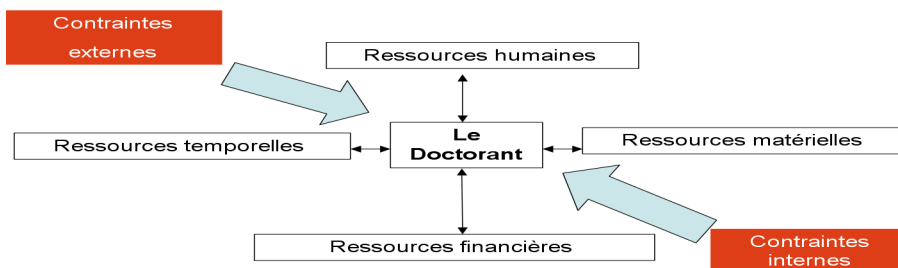 Contraintes
externes
Ressources humaines
Ressources temporelles
Le
Doctorant
Ressources matérielles
Ressources financières
Contraintes
internes